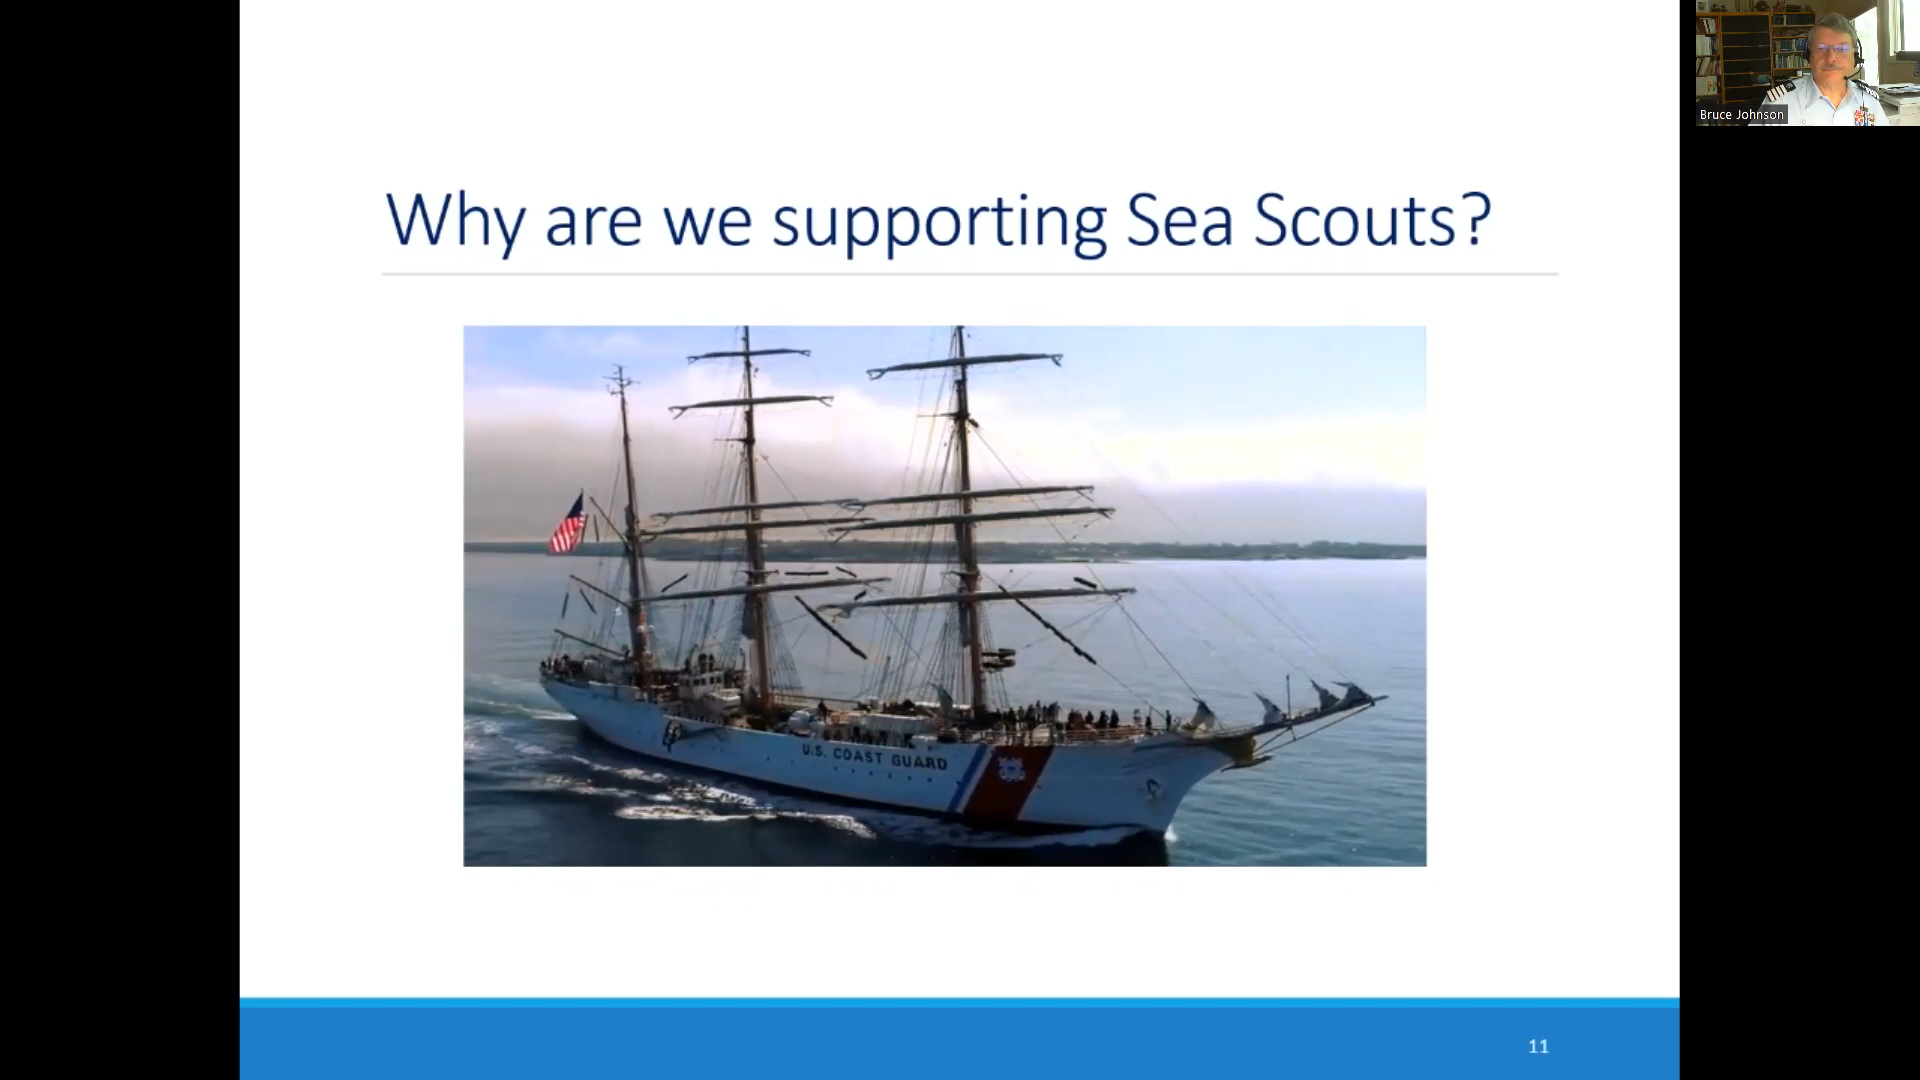 Why are we supporting Sea Scouts?
U.S. COAST GUARD
11
Bruce Johnson